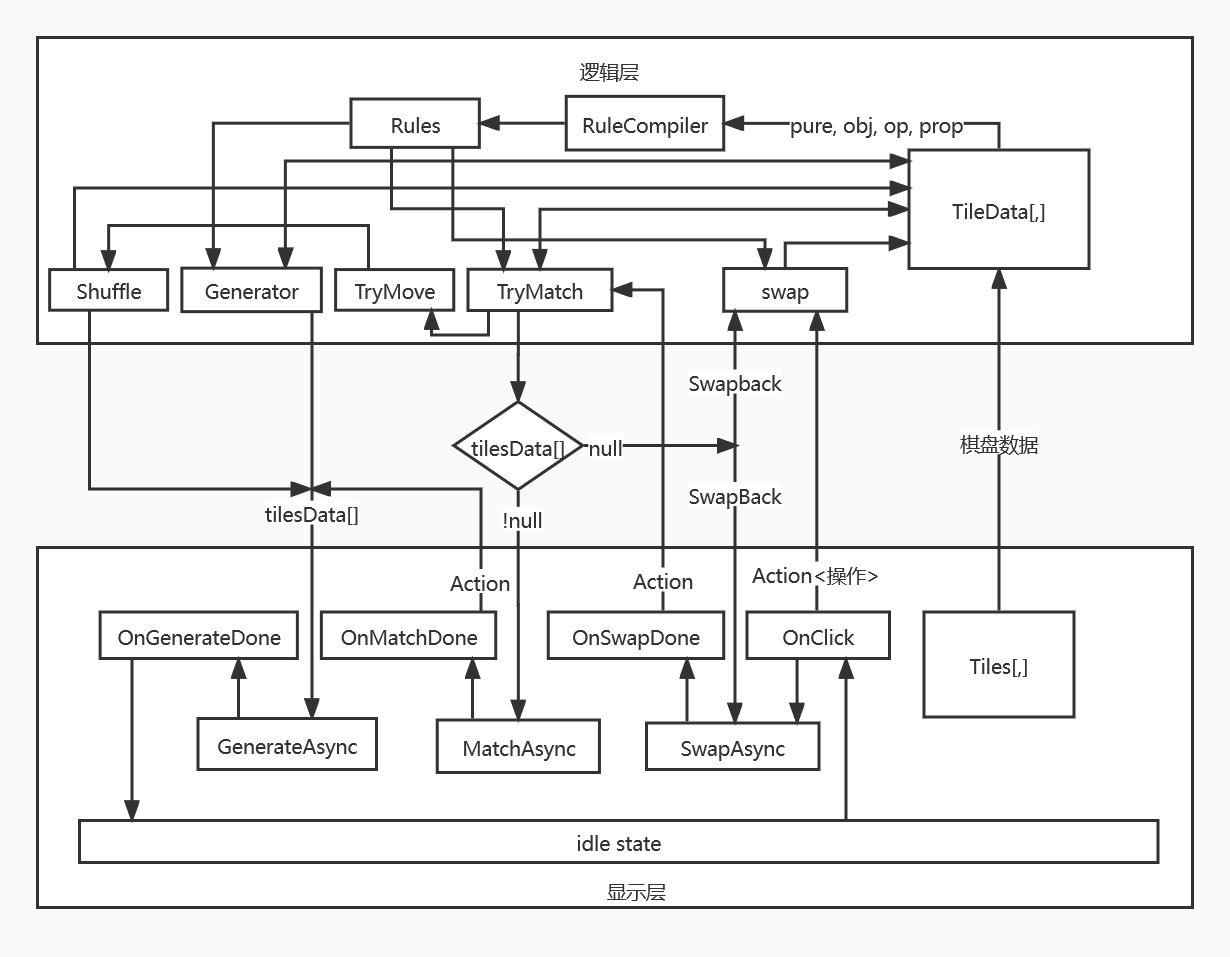 逻辑层
Rules
RuleCompiler
pure, obj, op, prop
TileData[,]
Shuffle
Generator
TryMove
TryMatch
swap
Swapback
tilesData[]
null
棋盘数据
SwapBack
tilesData[]
!null
Action
Action
Action<操作>
OnGenerateDone
OnMatchDone
OnSwapDone
OnClick
Tiles[,]
GenerateAsync
MatchAsync
SwapAsync
idle state
显示层